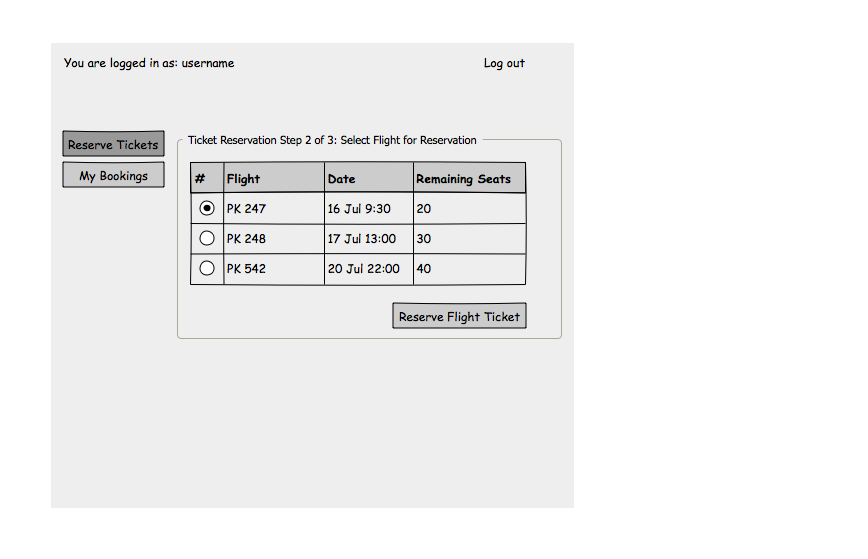 You are logged in as: username Log out
Reserve Tickets
My Bookings
Ticket Reservation Step 2 of 3: Select Flight for Reservation
# Flight Date Remaining Seats
PK 247 16 Jul 9:30 20
PK 248 17 Jul 13:00 30
PK 542 20 Jul 22:00 40
Reserve Flight Ticket